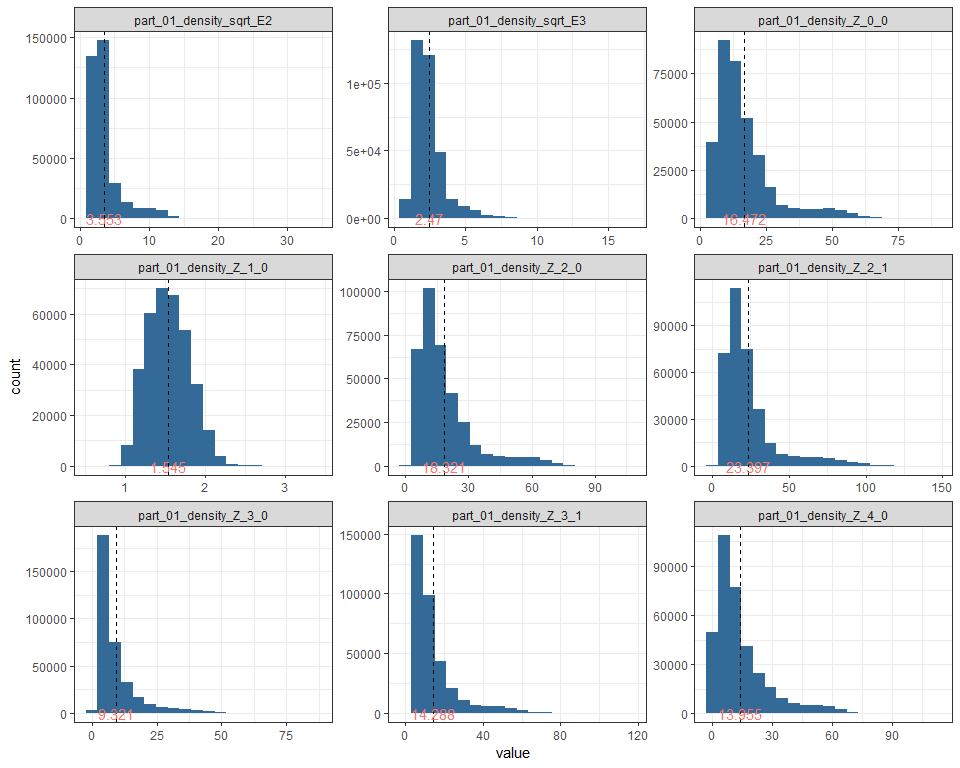 part_01_density_sqrt_E2
part_01_density_sqrt_E3
part_01_density_Z_0_0
150000
100000
50000
0
3.553
0 10 20 30
1e+05
5e+04
0e+00
2.47
0 5 10 15
75000
50000
25000
0
16.472
0 25 50 75
part_01_density_Z_1_0
part_01_density_Z_2_0
part_01_density_Z_2_1
count
60000
40000
20000
0
1.545
1 2 3
100000
75000
50000
25000
0
18.321
0 30 60 90
90000
60000
30000
0
23.397
0 50 100 150
part_01_density_Z_3_0
part_01_density_Z_3_1
part_01_density_Z_4_0
150000
100000
50000
0
9.321
0 25 50 75
150000
100000
50000
0
14.288
0 40 80 120
90000
60000
30000
0
13.955
0 30 60 90
value